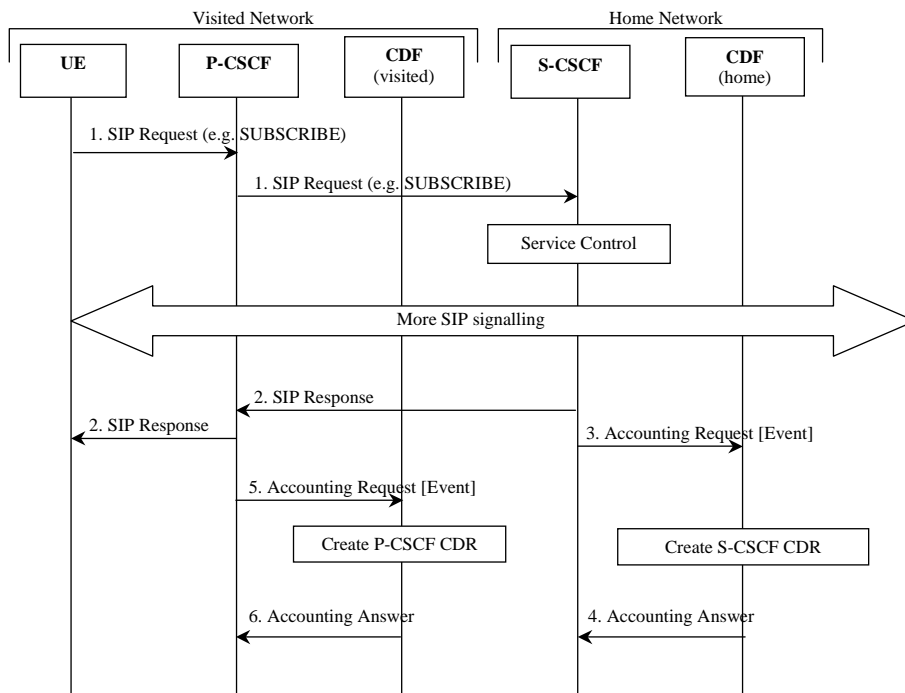 Visited Network
Home Network
UE
P-CSCF
CDF
(visited)
S-CSCF
CDF
(home)
1. SIP Request (e.g. SUBSCRIBE)
1. SIP Request (e.g. SUBSCRIBE)
Service Control
More SIP signalling
2. SIP Response
2. SIP Response
3. Accounting Request [Event]
5. Accounting Request [Event]
Create P-CSCF CDR
Create S-CSCF CDR
6. Accounting Answer
4. Accounting Answer